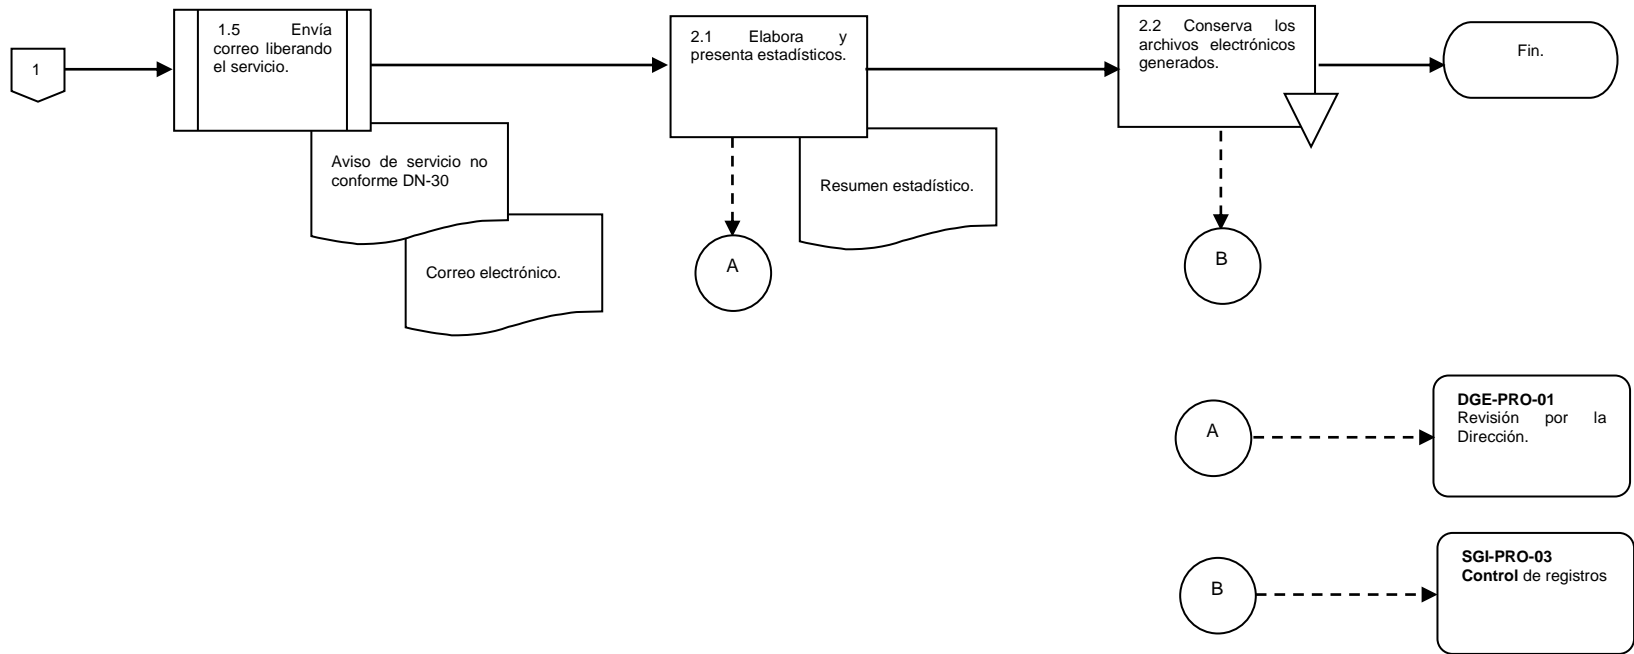 1
1.5 Envía
correo liberando
el servicio.
Aviso de servicio no
conforme DN-30
Correo electrónico.
2.1 Elabora y
presenta estadísticos.
Resumen estadístico.
A
2.2 Conserva los
archivos electrónicos
generados.
B
Fin.
A
DGE-PRO-01
Revisión por la
Dirección.
B
SGI-PRO-03
Control de registros